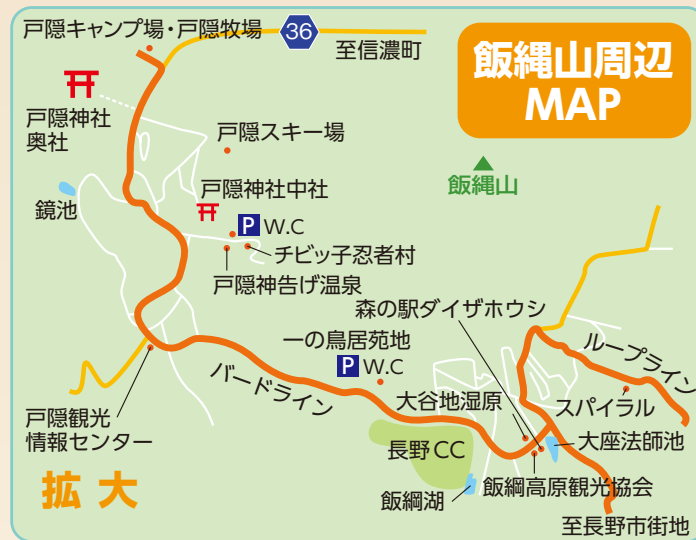 戸隠キャンプ場・戸隠牧場
36
至信濃町
飯縄山周辺
MAP
戸隠神社
奥社
戸隠スキー場
飯縄山
鏡池
戸隠神社中社
P W.C
チビッ子忍者村
戸隠神告げ温泉
森の駅ダイザホウシ
一の鳥居苑地
P W.C
ループライン
バードライン
スパイラル
大谷地湿原
戸隠観光
情報センター
長野CC
大座法師池
飯綱湖
飯綱高原観光協会
拡大
至長野市街地